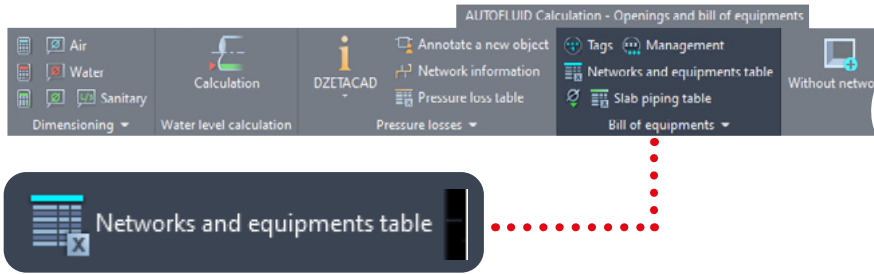 AUTOFLUID Calculation - Openings and bill of equipments
Air
Water
Sanitary
Dimensioning
Calculation
Water level calculation
DZETACAD
Annotate a new object
Network information
Pressure loss table
Pressure losses
Tags
Management
Networks and equipments table
Slab piping table
Bill of equipments
Without netwo
Networks and equipments table